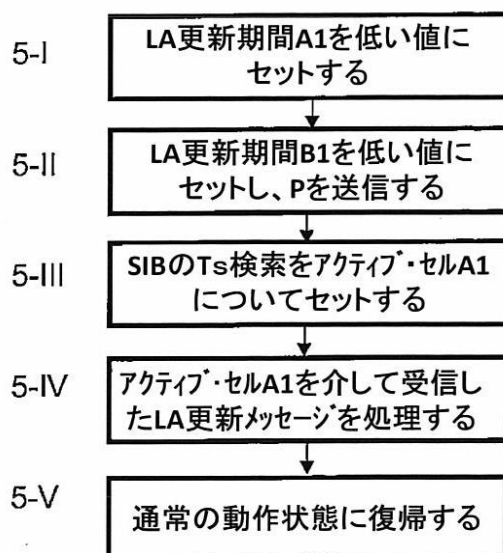 5-I
LA更新期間A1を低い値に
セットする
5-II
LA更新期間B1を低い値に
セットし、Pを送信する
5-III
SIBのTs検索をアクティブ・セルA1
についてセットする
5-IV
アクティブ・セルA1を介して受信し
たLA更新メッセージを処理する
5-V
通常の動作状態に復帰する